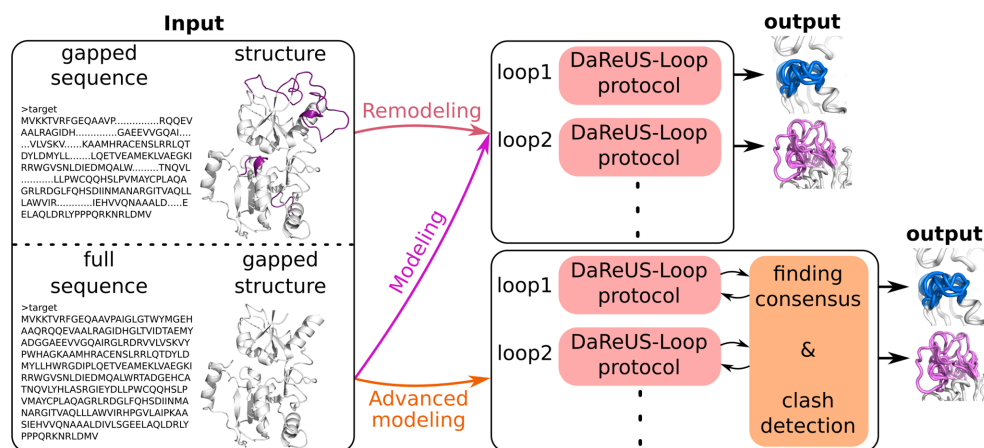 Input
gapped
sequence
structure
>target
MVKKTVRFGEQAAVP...............RQQEV
AALRAGIDH..............GAEEVVGQAI....
...VLVSKV......KAAMHRACENSLRRLQT
DYLDMYLL.......LQETVEAMEKLVAEGKI
RRWGVSNLDIEDMQALW.........TNQVL
............LLPWCQQHSLPVMAYCPLAQA
GRLRDGLFQHSDIINMANARGITVAQLL
LAWVIR............IEHVVQNAAALD.....E
ELAQLDRLYPPPQRKNRLDMV
full
sequence
gapped
structure
>target
MVKKTVRFGEQAAVPAIGLGTWYMGEH
AAQRQQEVAALRAGIDHGLTVIDTAEMY
ADGGAEEVVGQAIRGLRDRVVLVSKVY
PWHAGKAAMHRACENSLRRLQTDYLD
MYLLHWRGDIPLQETVEAMEKLVAEGKI
RRWGVSNLDIEDMQALWRTADGEHCA
TNQVLYHLASRGIEYDLLPWCQQHSLP
VMAYCPLAQAGRLRDGLFQHSDIINMA
NARGITVAQLLLAWVIRHPGVLAIPKAA
SIEHVVQNAAALDIVLSGEELAQLDRLY
PPPQRKNRLDMV
Remodeling
Modeling
Advanced
modeling
loop1
DaReUS-Loop
protocol
loop2
DaReUS-Loop
protocol
output
loop1
DaReUS-Loop
protocol
loop2
DaReUS-Loop
protocol
finding
consensus
&
clash
detection
output